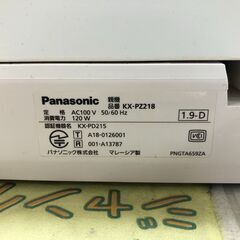 Panasonic 親機
品番 KX-PZ218
定格 AC100 V 50/60 Hz
消費電力 120 W
認証機器名 KX-PD215
T A18-0126001
R 001-A13787
パナソニック株式会社 マレーシア製
1.9-D
PNGTA659ZA